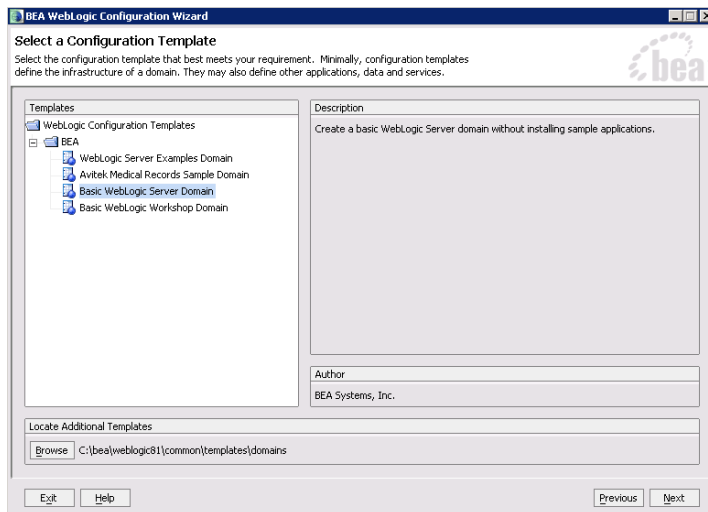 BEA WebLogic Configuration Wizard
Select a Configuration Template
Select the configuration template that best meets your requirement. Minimally, configuration templates
define the infrastructure of a domain. They may also define other applications, data and services.
bea
Templates
WebLogic Configuration Templates
BEA
WebLogic Server Examples Domain
Avitek Medical Records Sample Domain
Basic WebLogic Server Domain
Basic WebLogic Workshop Domain
Description
Create a basic WebLogic Server domain without installing sample applications.
Author
BEA Systems, Inc.
Locate Additional Templates
Browse C:\bea\weblogic81\common\templates\domains
Exit Help Previous Next